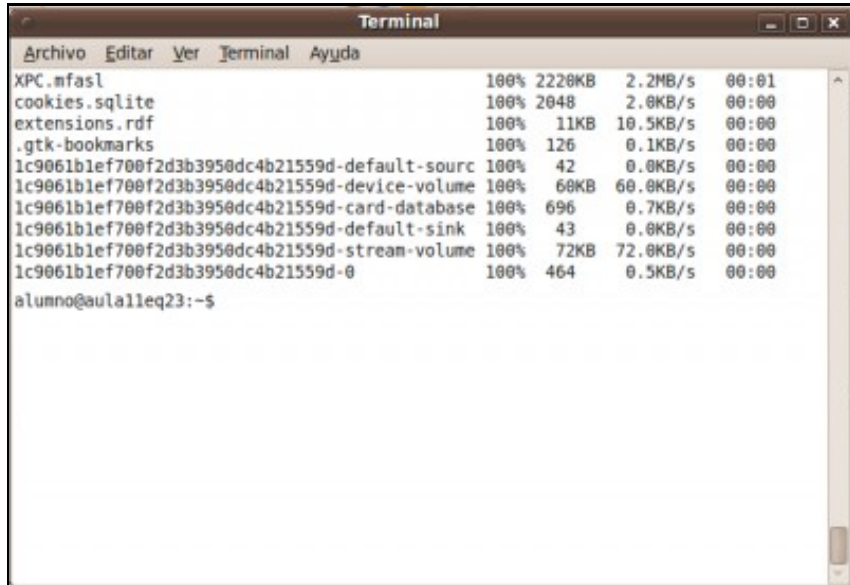 Terminal
Archivo Editar Ver Terminal Ayuda
XPC.mfasl 100% 2220KB 2.2MB/s 00:01
cookies.sqlite 100% 2048 2.0KB/s 00:00
extensions.rdf 100% 11KB 10.5KB/s 00:00
.gtk-bookmarks 100% 126 0.1KB/s 00:00
1c9061b1ef700f2d3b3950dc4b21559d-default-sourc 100% 42 0.0KB/s 00:00
1c9061b1ef700f2d3b3950dc4b21559d-device-volume 100% 60KB 60.0KB/s 00:00
1c9061b1ef700f2d3b3950dc4b21559d-card-database 100% 696 0.7KB/s 00:00
1c9061b1ef700f2d3b3950dc4b21559d-default-sink 100% 43 0.0KB/s 00:00
1c9061b1ef700f2d3b3950dc4b21559d-stream-volume 100% 72KB 72.0KB/s 00:00
1c9061b1ef700f2d3b3950dc4b21559d-0 100% 464 0.5KB/s 00:00
alumno@aula11eq23:~$